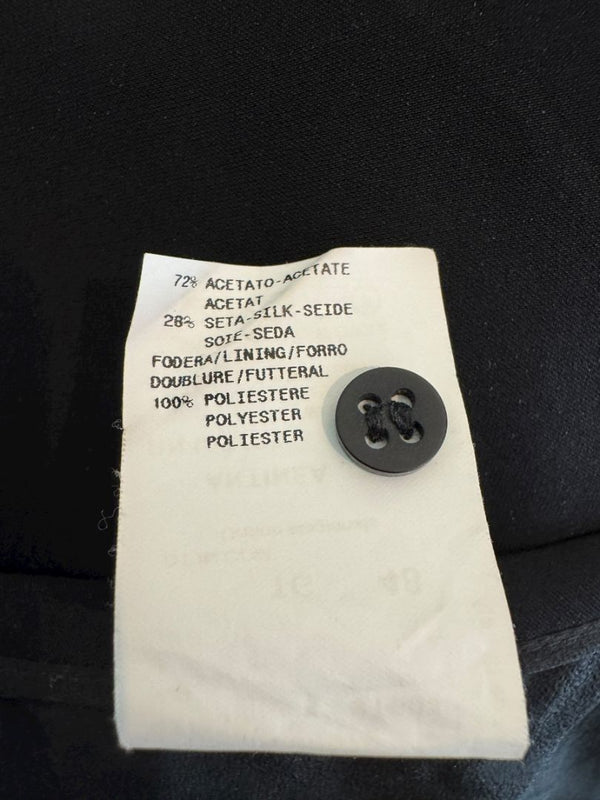 72% ACETATO-ACETATE
ACETAT
28% SETA-SILK-SEIDE
SOIE-SEDA
FODERA/LINING/FORRO
DOUBLURE/FUTTERAL
100% POLIESTERE
POLYESTER
POLIESTER